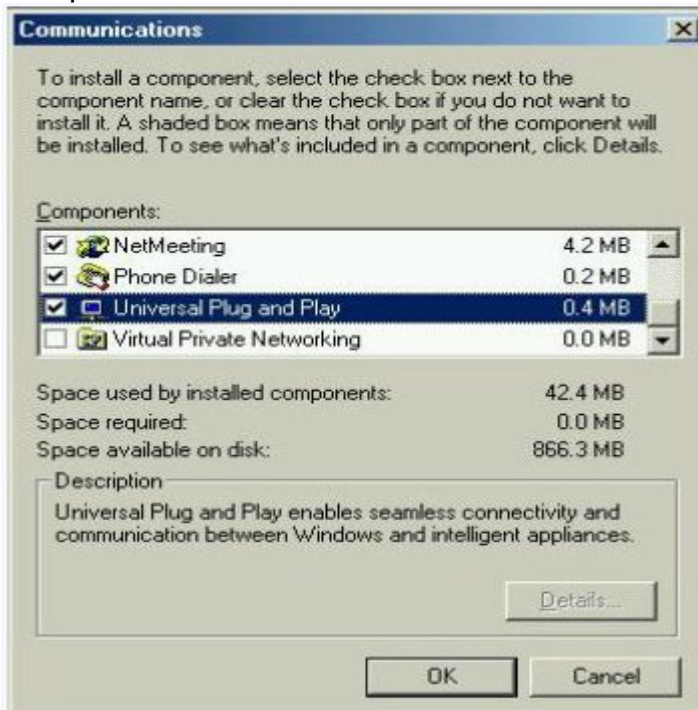 Communications
To install a component, select the check box next to the
component name, or clear the check box if you do not want to
install it. A shaded box means that only part of the component will
be installed. To see what's included in a component, click Details.
Components:
NetMeeting 4.2 MB
Phone Dialer 0.2 MB
Universal Plug and Play 0.4 MB
Virtual Private Networking 0.0 MB
Space used by installed components: 42.4 MB
Space required: 0.0 MB
Space available on disk: 866.3 MB
Description
Universal Plug and Play enables seamless connectivity and
communication between Windows and intelligent appliances.
Details...
OK Cancel